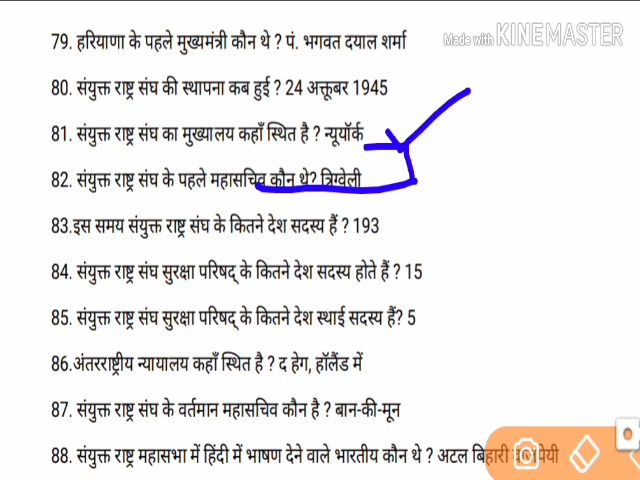 79. हरियाणा के पहले मुख्यमंत्री कौन थे ? पं. भगवत दयाल शर्मा
Made with KINEMASTER
80. संयुक्त राष्ट्र संघ की स्थापना कब हुई ? 24 अक्तूबर 1945
81. संयुक्त राष्ट्र संघ का मुख्यालय कहाँ स्थित है ? न्यूयॉर्क
82. संयुक्त राष्ट्र संघ के पहले महासचिव कौन थे? त्रिग्वेली
83.इस समय संयुक्त राष्ट्र संघ के कितने देश सदस्य हैं ? 193
84. संयुक्त राष्ट्र संघ सुरक्षा परिषद् के कितने देश सदस्य होते हैं ? 15
85. संयुक्त राष्ट्र संघ सुरक्षा परिषद् के कितने देश स्थाई सदस्य हैं? 5
86.अंतरराष्ट्रीय न्यायालय कहाँ स्थित है ? द हेग, हॉलैंड में
87. संयुक्त राष्ट्र संघ के वर्तमान महासचिव कौन है ? बान-की-मून
88. संयुक्त राष्ट्र महासभा में हिंदी में भाषण देने वाले भारतीय कौन थे ? अटल बिहारी